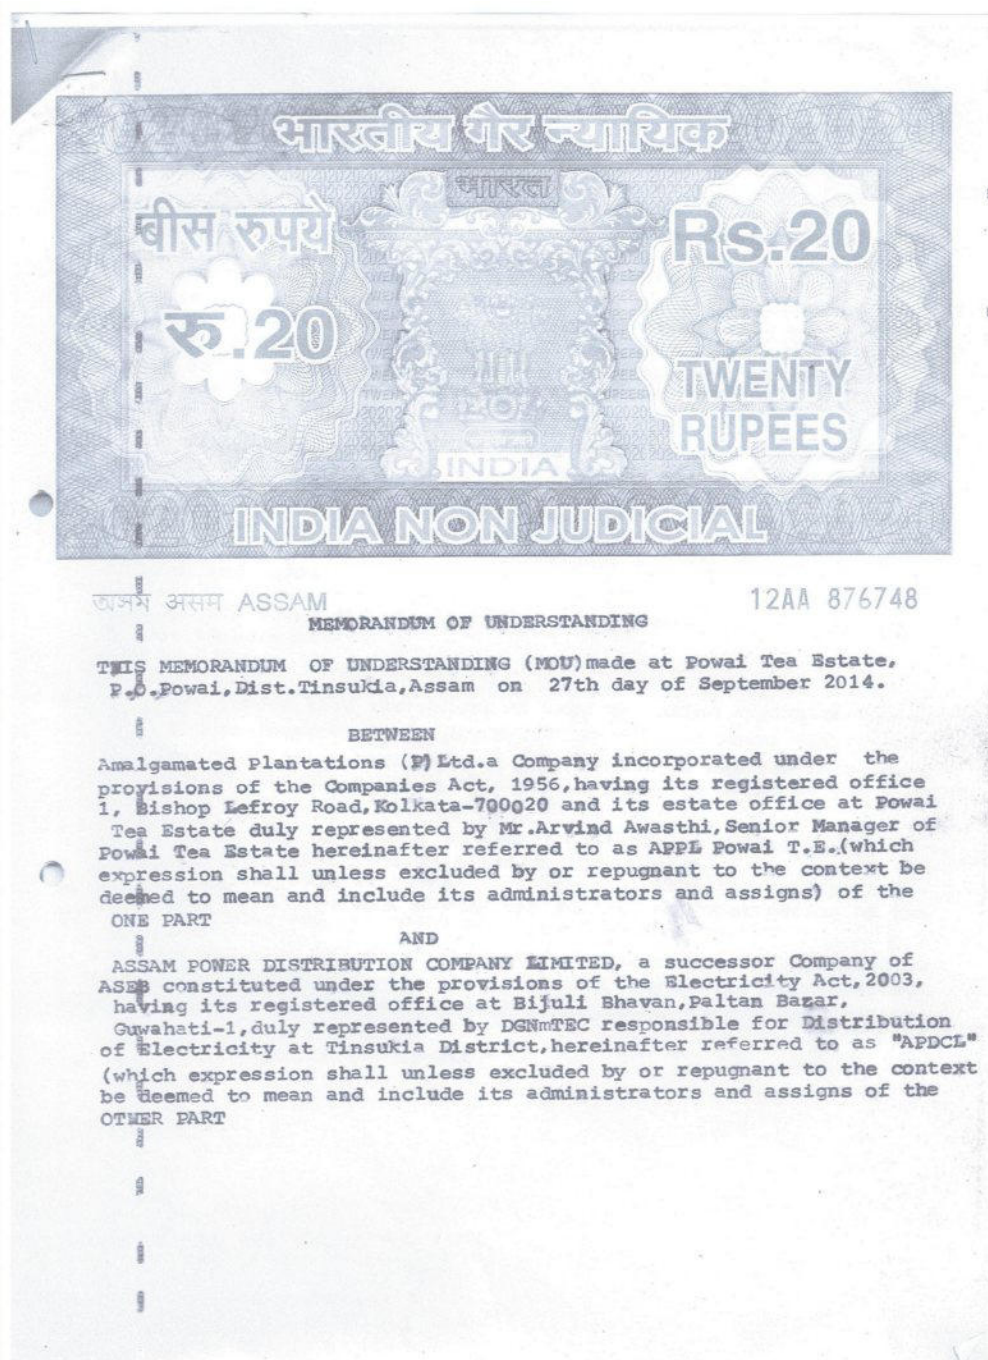 भारतीय गैर न्यायिक
भारत
बीस रुपये
Rs.20
रु.20
TWENTY
RUPEES
INDIA
INDIA NON JUDICIAL
অসম असम ASSAM
12AA 876748
MEMORANDUM OF UNDERSTANDING
THIS MEMORANDUM OF UNDERSTANDING (MOU)made at Powai Tea Estate,
P.O.Powai,Dist.Tinsukia,Assam on 27th day of September 2014.
BETWEEN
Amalgamated Plantations (P)Ltd.a Company incorporated under the
provisions of the Companies Act, 1956,having its registered office
1, Bishop Lefroy Road,Kolkata-700020 and its estate office at Powai
Tea Estate duly represented by Mr.Arvind Awasthi,Senior Manager of
Powai Tea Estate hereinafter referred to as APPL Powai T.E.(which
expression shall unless excluded by or repugnant to the context be
deemed to mean and include its administrators and assigns) of the
ONE PART
AND
ASSAM POWER DISTRIBUTION COMPANY LIMITED, a successor Company of
ASEB constituted under the provisions of the Electricity Act,2003,
having its registered office at Bijuli Bhavan,Paltan Bazar,
Guwahati-1,duly represented by DGNmTEC responsible for Distribution
of Electricity at Tinsukia District,hereinafter referred to as "APDCL"
(which expression shall unless excluded by or repugnant to the context
be deemed to mean and include its administrators and assigns of the
OTHER PART